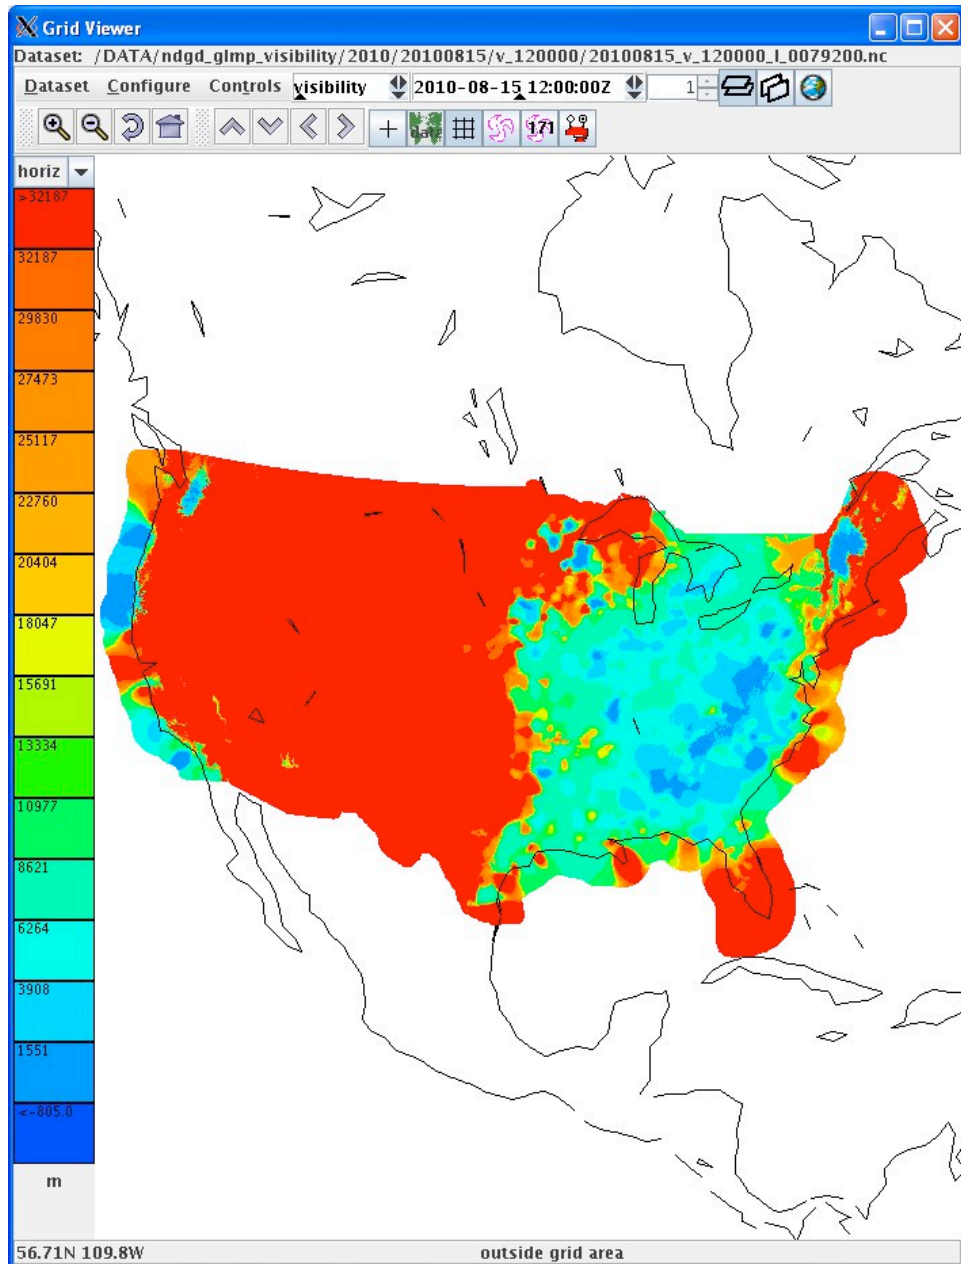 Grid Viewer
Dataset: /DATA/ndgd_glmp_visibility/2010/20100815/v_120000/20100815_v_120000_l_0079200.nc
Dataset Configure Controls visibility 2010-08-15 12:00:00Z 1
171
horiz
>32187
32187
29830
27473
25117
22760
20404
18047
15691
13334
10977
8621
6264
3908
1551
<-805.0
m
56.71N 109.8W outside grid area